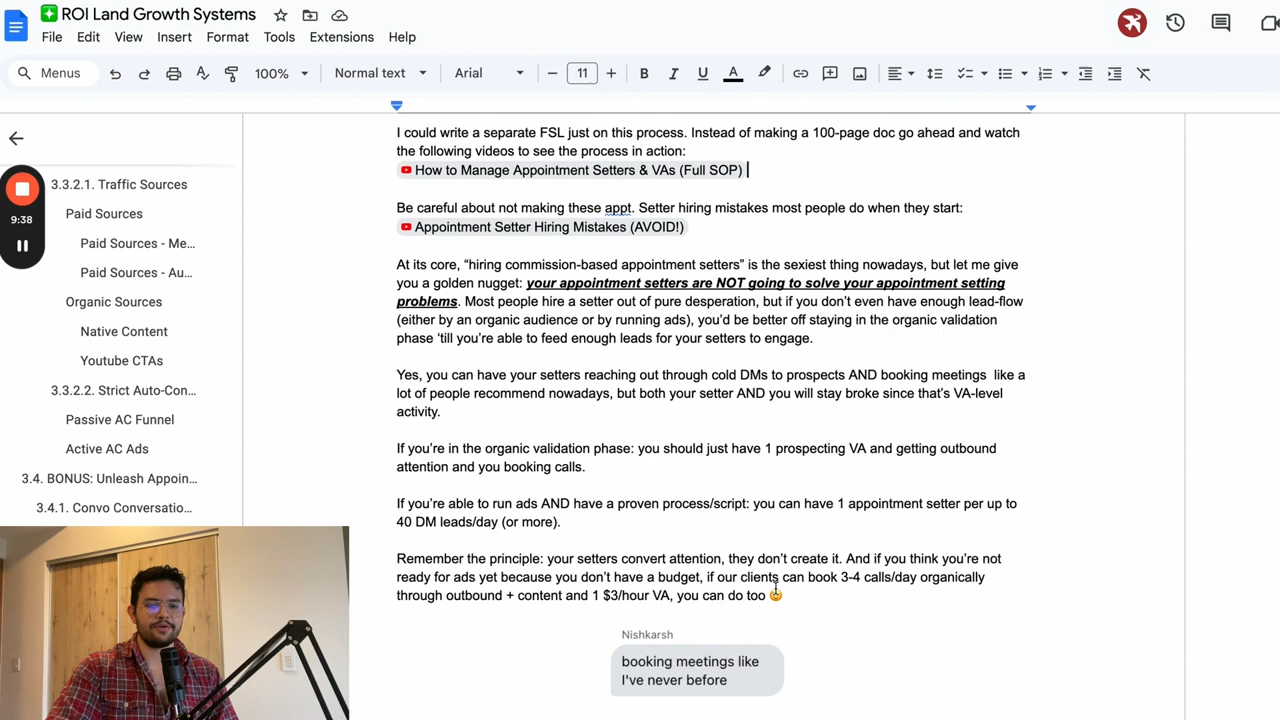 ROI Land Growth Systems
File Edit View Insert Format Tools Extensions Help
Menus 100% Normal text Arial 11 B I U A
I could write a separate FSL just on this process. Instead of making a 100-page doc go ahead and watch
the following videos to see the process in action:
How to Manage Appointment Setters & VAs (Full SOP)
Be careful about not making these appt. Setter hiring mistakes most people do when they start:
Appointment Setter Hiring Mistakes (AVOID!)
At its core, “hiring commission-based appointment setters” is the sexiest thing nowadays, but let me give
you a golden nugget: your appointment setters are NOT going to solve your appointment setting
problems. Most people hire a setter out of pure desperation, but if you don’t even have enough lead-flow
(either by an organic audience or by running ads), you’d be better off staying in the organic validation
phase ‘till you’re able to feed enough leads for your setters to engage.
Yes, you can have your setters reaching out through cold DMs to prospects AND booking meetings like a
lot of people recommend nowadays, but both your setter AND you will stay broke since that’s VA-level
activity.
If you’re in the organic validation phase: you should just have 1 prospecting VA and getting outbound
attention and you booking calls.
If you’re able to run ads AND have a proven process/script: you can have 1 appointment setter per up to
40 DM leads/day (or more).
Remember the principle: your setters convert attention, they don’t create it. And if you think you’re not
ready for ads yet because you don’t have a budget, if our clients can book 3-4 calls/day organically
through outbound + content and 1 $3/hour VA, you can do too
Nishkarsh
booking meetings like
I've never before
3.3.2.1. Traffic Sources
Paid Sources
Paid Sources - Me...
Paid Sources - Au...
Organic Sources
Native Content
Youtube CTAs
3.3.2.2. Strict Auto-Con...
Passive AC Funnel
Active AC Ads
3.4. BONUS: Unleash Appoin...
3.4.1. Convo Conversatio...
9:38